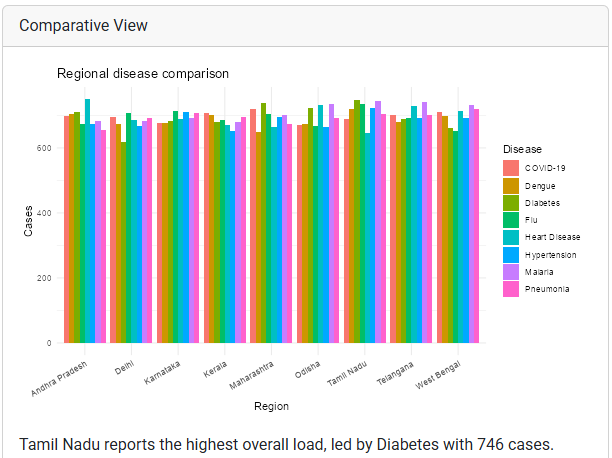 Comparative View
Regional disease comparison
Cases
600
400
200
0
Andhra Pradesh
Delhi
Karnataka
Kerala
Maharashtra
Odisha
Tamil Nadu
Telangana
West Bengal
Region
Disease
COVID-19
Dengue
Diabetes
Flu
Heart Disease
Hypertension
Malaria
Pneumonia
Tamil Nadu reports the highest overall load, led by Diabetes with 746 cases.